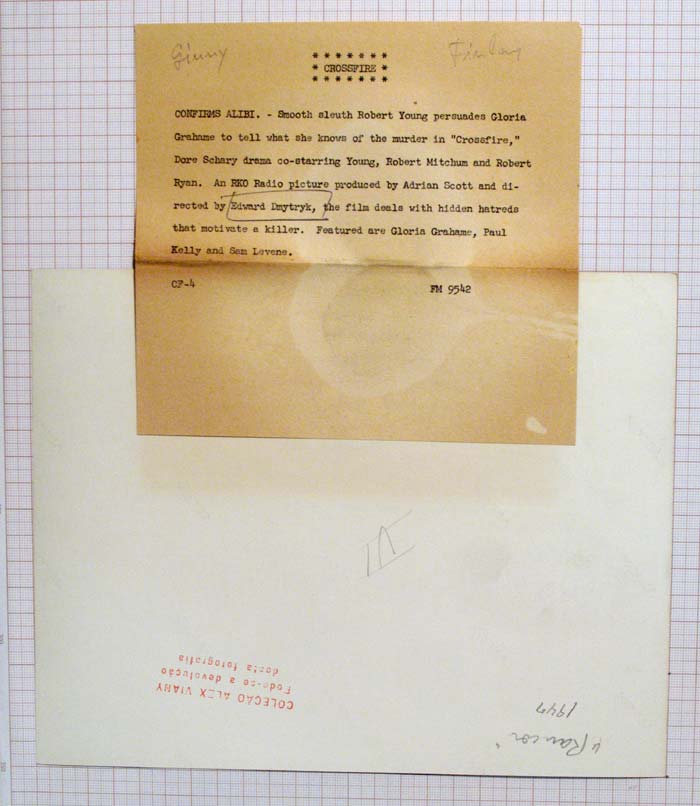 Ginny Finlay
* * * * * * *
* CROSSFIRE *
* * * * * * *
CONFIRMS ALIBI. - Smooth sleuth Robert Young persuades Gloria
Grahame to tell what she knows of the murder in "Crossfire,"
Dore Schary drama co-starring Young, Robert Mitchum and Robert
Ryan. An RKO Radio picture produced by Adrian Scott and di-
rected by Edward Dmytryk, the film deals with hidden hatreds
that motivate a killer. Featured are Gloria Grahame, Paul
Kelly and Sam Levene.
CF-4 FM 9542
COLEÇÃO ALEX VIANY
Pede-se a devolução
desta fotografia
"Rancor"
1947